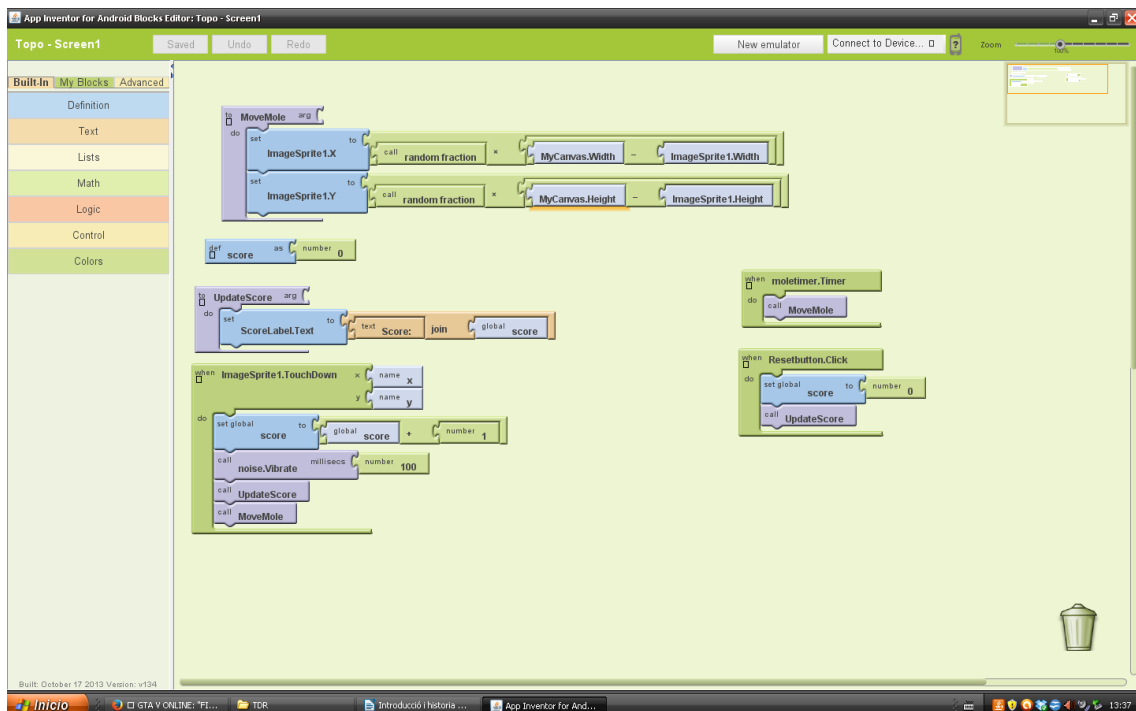 App Inventor for Android Blocks Editor: Topo - Screen1
Topo - Screen1 Saved Undo Redo New emulator Connect to Device... ? Zoom 100%
Built-In My Blocks Advanced
Definition
Text
Lists
Math
Logic
Control
Colors
to MoveMole arg
do
set ImageSprite1.X to call random fraction × MyCanvas.Width − ImageSprite1.Width
set ImageSprite1.Y to call random fraction × MyCanvas.Height − ImageSprite1.Height
def score as number 0
to UpdateScore arg
do
set ScoreLabel.Text to text Score: join global score
when ImageSprite1.TouchDown x name x
y name y
do
set global score to global score + number 1
call noise.Vibrate millisecs number 100
call UpdateScore
call MoveMole
when moletimer.Timer
do
call MoveMole
when Resetbutton.Click
do
set global score to number 0
call UpdateScore
Built: October 17 2013 Version: v134
Inicio GTA V ONLINE: "FI... TDR Introducció i historia ... App Inventor for And... 13:37